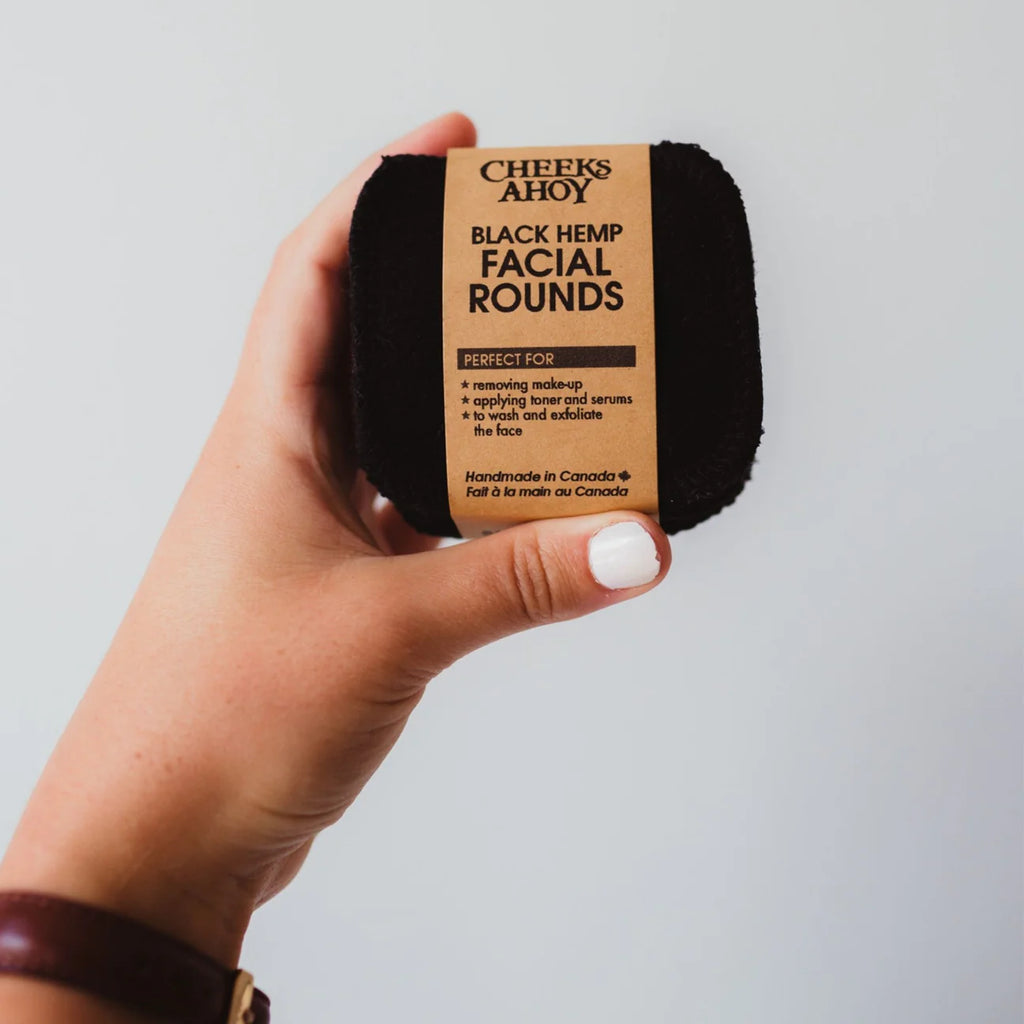 CHEEKS
AHOY
BLACK HEMP
FACIAL
ROUNDS
PERFECT FOR
★ removing make-up
★ applying toner and serums
★ to wash and exfoliate
the face
Handmade in Canada
Fait à la main au Canada